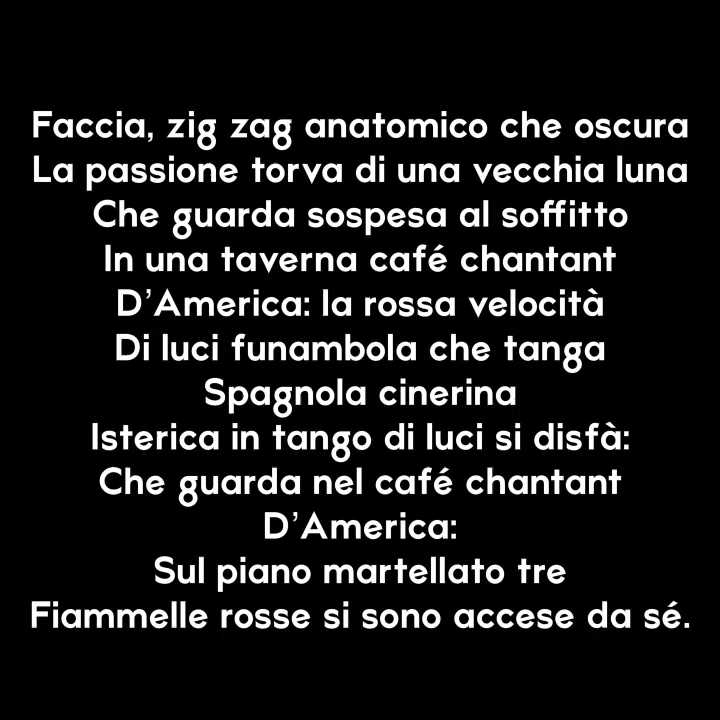 Faccia, zig zag anatomico che oscura
La passione torva di una vecchia luna
Che guarda sospesa al soffitto
In una taverna café chantant
D’America: la rossa velocità
Di luci funambola che tanga
Spagnola cinerina
Isterica in tango di luci si disfà:
Che guarda nel café chantant
D’America:
Sul piano martellato tre
Fiammelle rosse si sono accese da sé.